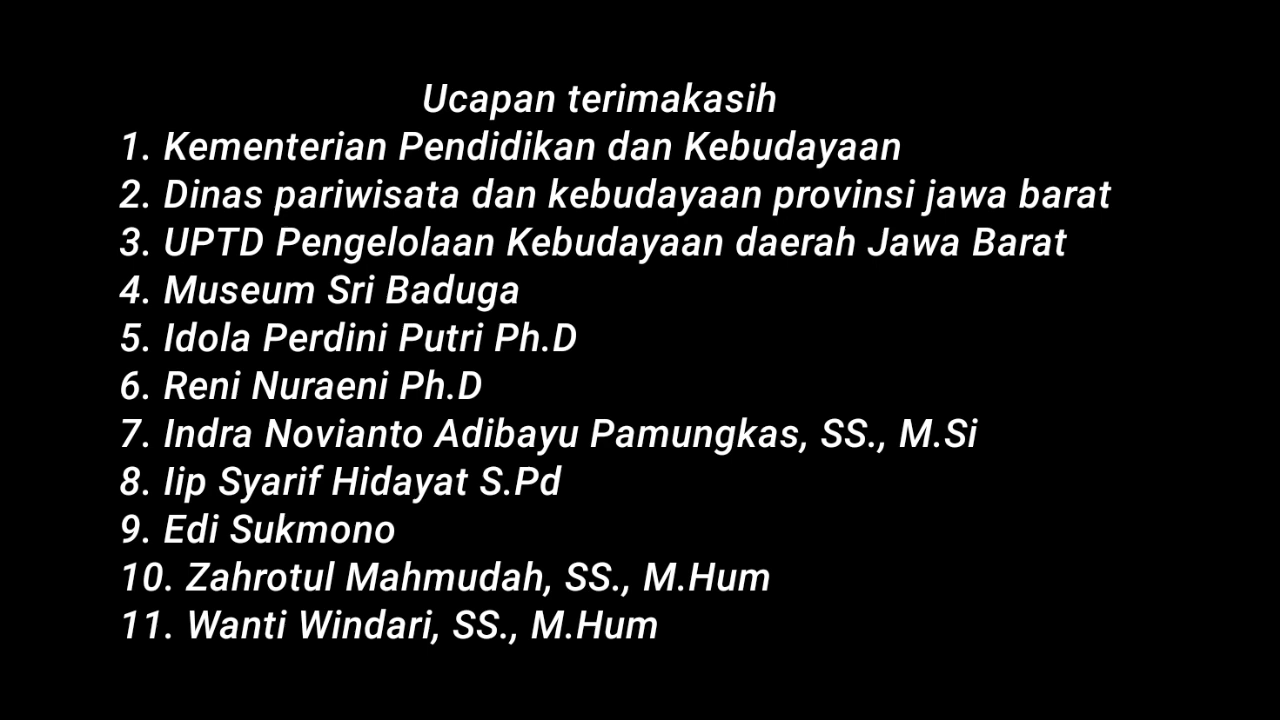 Ucapan terimakasih
1. Kementerian Pendidikan dan Kebudayaan
2. Dinas pariwisata dan kebudayaan provinsi jawa barat
3. UPTD Pengelolaan Kebudayaan daerah Jawa Barat
4. Museum Sri Baduga
5. Idola Perdini Putri Ph.D
6. Reni Nuraeni Ph.D
7. Indra Novianto Adibayu Pamungkas, SS., M.Si
8. Iip Syarif Hidayat S.Pd
9. Edi Sukmono
10. Zahrotul Mahmudah, SS., M.Hum
11. Wanti Windari, SS., M.Hum